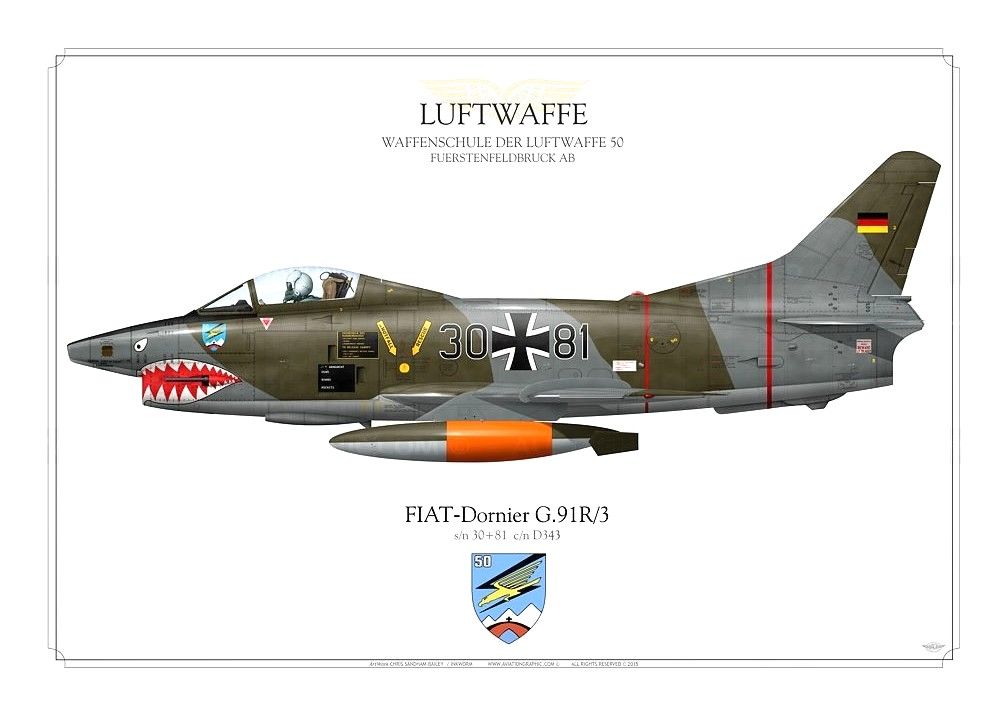 LUFTWAFFE
WAFFENSCHULE DER LUFTWAFFE 50
FUERSTENFELDBRUCK AB
30 81
FIAT-Dornier G.91R/3
s/n 30+81 c/n D343
50
ArtWork CHRIS SANDHAM BAILEY / INKWORM WWW.AVIATIONGRAPHIC.COM © ALL RIGHTS RESERVED © 2015